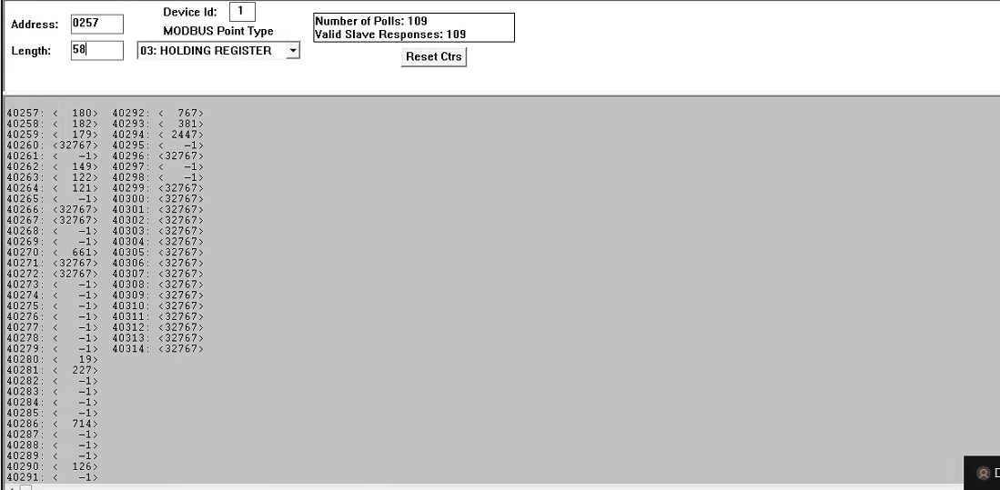 Address: 0257
Device Id: 1
MODBUS Point Type
Length: 58
03: HOLDING REGISTER
Number of Polls: 109
Valid Slave Responses: 109
Reset Ctrs
40257: < 180> 40292: < 767>
40258: < 182> 40293: < 381>
40259: < 179> 40294: < 2447>
40260: <32767> 40295: < -1>
40261: < -1> 40296: <32767>
40262: < 149> 40297: < -1>
40263: < 122> 40298: < -1>
40264: < 121> 40299: <32767>
40265: < -1> 40300: <32767>
40266: <32767> 40301: <32767>
40267: <32767> 40302: <32767>
40268: < -1> 40303: <32767>
40269: < -1> 40304: <32767>
40270: < 661> 40305: <32767>
40271: <32767> 40306: <32767>
40272: <32767> 40307: <32767>
40273: < -1> 40308: <32767>
40274: < -1> 40309: <32767>
40275: < -1> 40310: <32767>
40276: < -1> 40311: <32767>
40277: < -1> 40312: <32767>
40278: < -1> 40313: <32767>
40279: < -1> 40314: <32767>
40280: < 19>
40281: < 227>
40282: < -1>
40283: < -1>
40284: < -1>
40285: < -1>
40286: < 714>
40287: < -1>
40288: < -1>
40289: < -1>
40290: < 126>
40291: < -1>